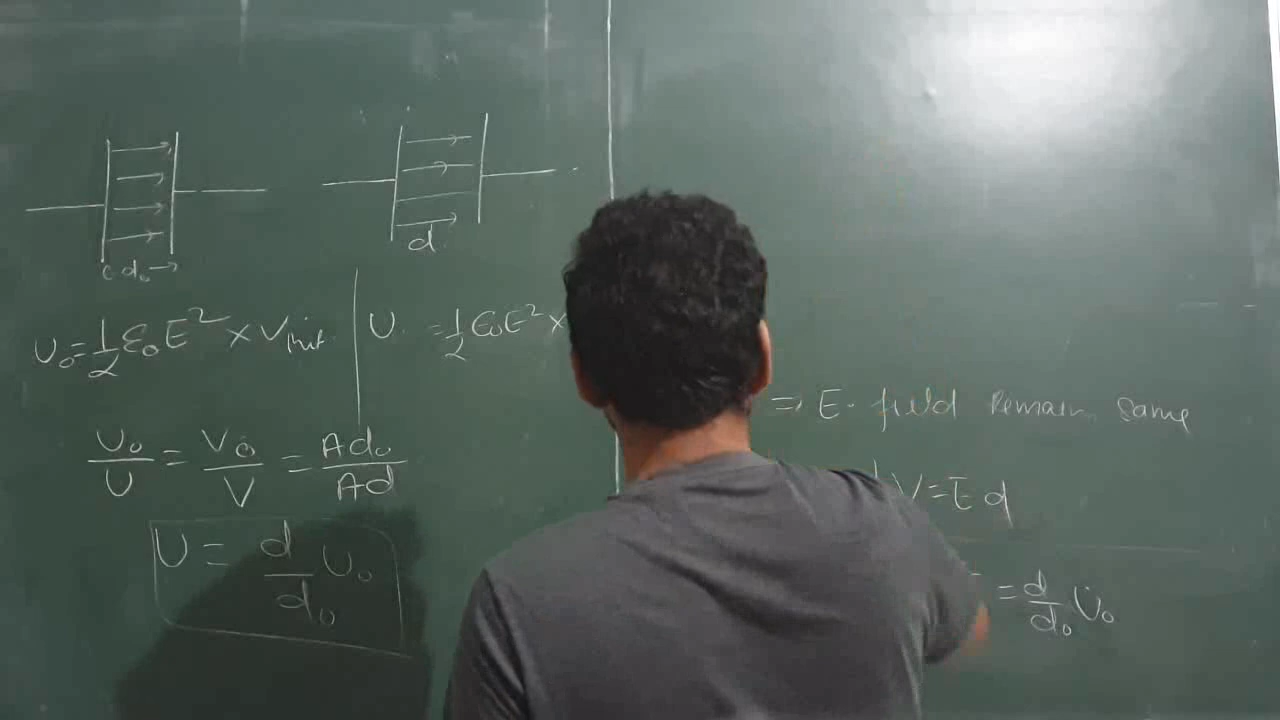 d₀→
d
U₀ = 1/2 ε₀E² × V
U = 1/2 ε₀E² ×
U₀/U = V₀/V = Ad₀/Ad
U = d/d₀ U₀
⇒ E. field Remain same
V = Ed
= d/d₀ U₀